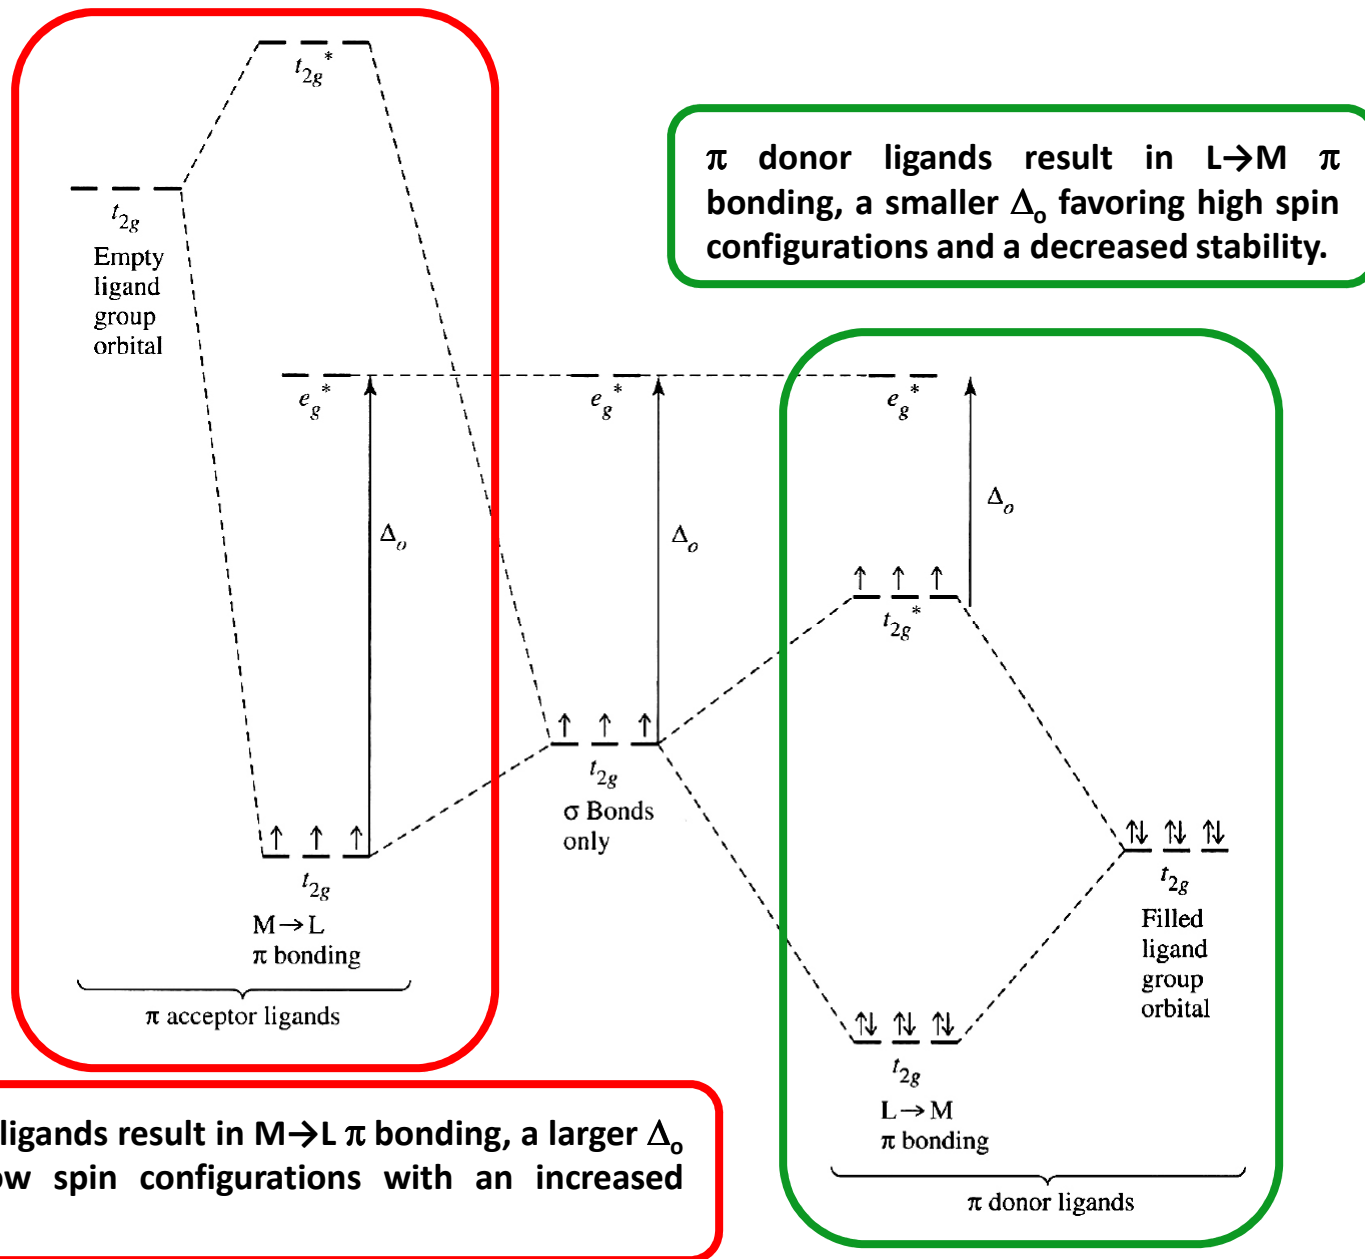 t2g*
t2g
Empty
ligand
group
orbital
π donor ligands result in L→M π
bonding, a smaller Δo favoring high spin
configurations and a decreased stability.
eg*
eg*
eg*
Δo
Δo
Δo
t2g*
t2g
σ Bonds
only
t2g
M→L
π bonding
π acceptor ligands
t2g
Filled
ligand
group
orbital
t2g
L→M
π bonding
π donor ligands
ligands result in M→L π bonding, a larger Δo
spin configurations with an increased